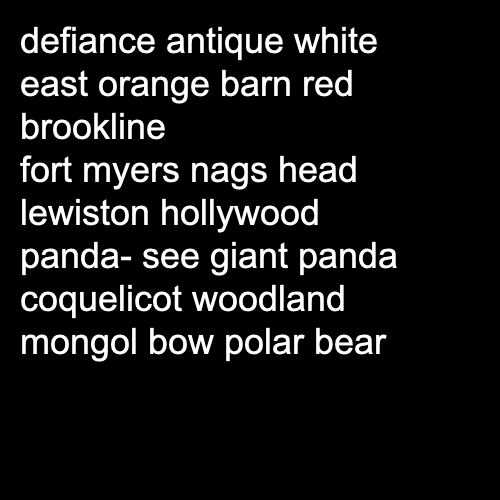 defiance antique white
east orange barn red
brookline
fort myers nags head
lewiston hollywood
panda- see giant panda
coquelicot woodland
mongol bow polar bear